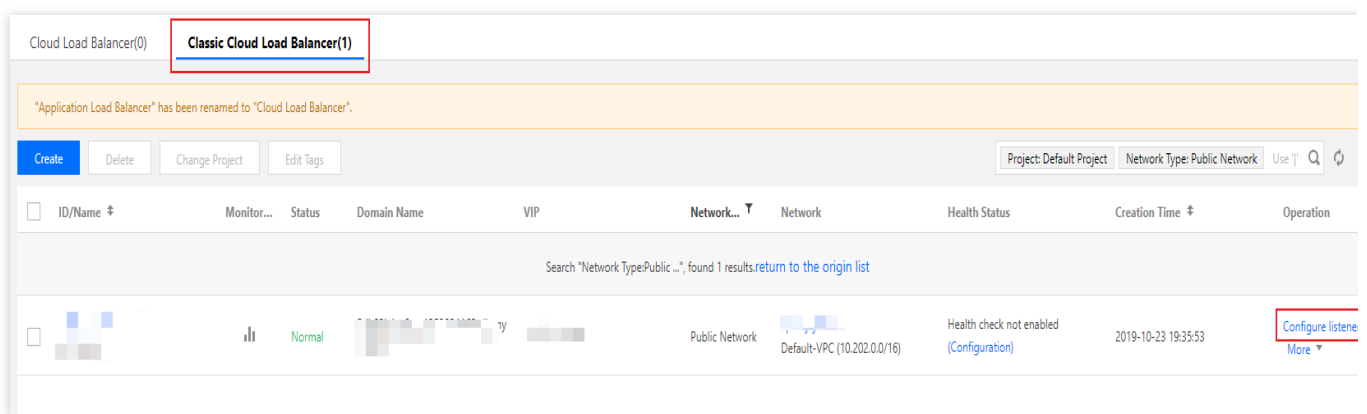 Cloud Load Balancer(0) Classic Cloud Load Balancer(1)
"Application Load Balancer" has been renamed to "Cloud Load Balancer".
Create Delete Change Project Edit Tags Project: Default Project Network Type: Public Network Use '|'
ID/Name Monitor... Status Domain Name VIP Network... Network Health Status Creation Time Operation
Search "Network Type:Public ...", found 1 results.return to the origin list
Normal Public Network Health check not enabled 2019-10-23 19:35:53 Configure listener
Default-VPC (10.202.0.0/16) (Configuration) More